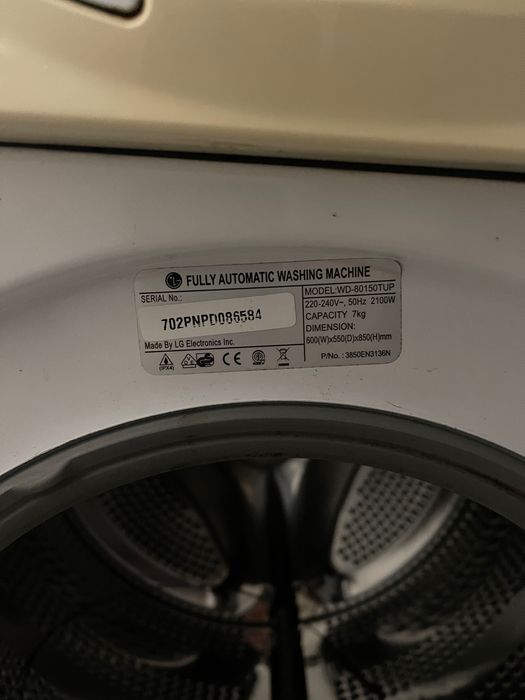 LG FULLY AUTOMATIC WASHING MACHINE
SERIAL No.:
702PNPD086584
Made By LG Electronics Inc.
(IPX4)
MODEL:WD-80150TUP
220-240V~, 50Hz 2100W
CAPACITY 7kg
DIMENSION:
600(W)x550(D)x850(H)mm
P/No.: 3850EN3136N